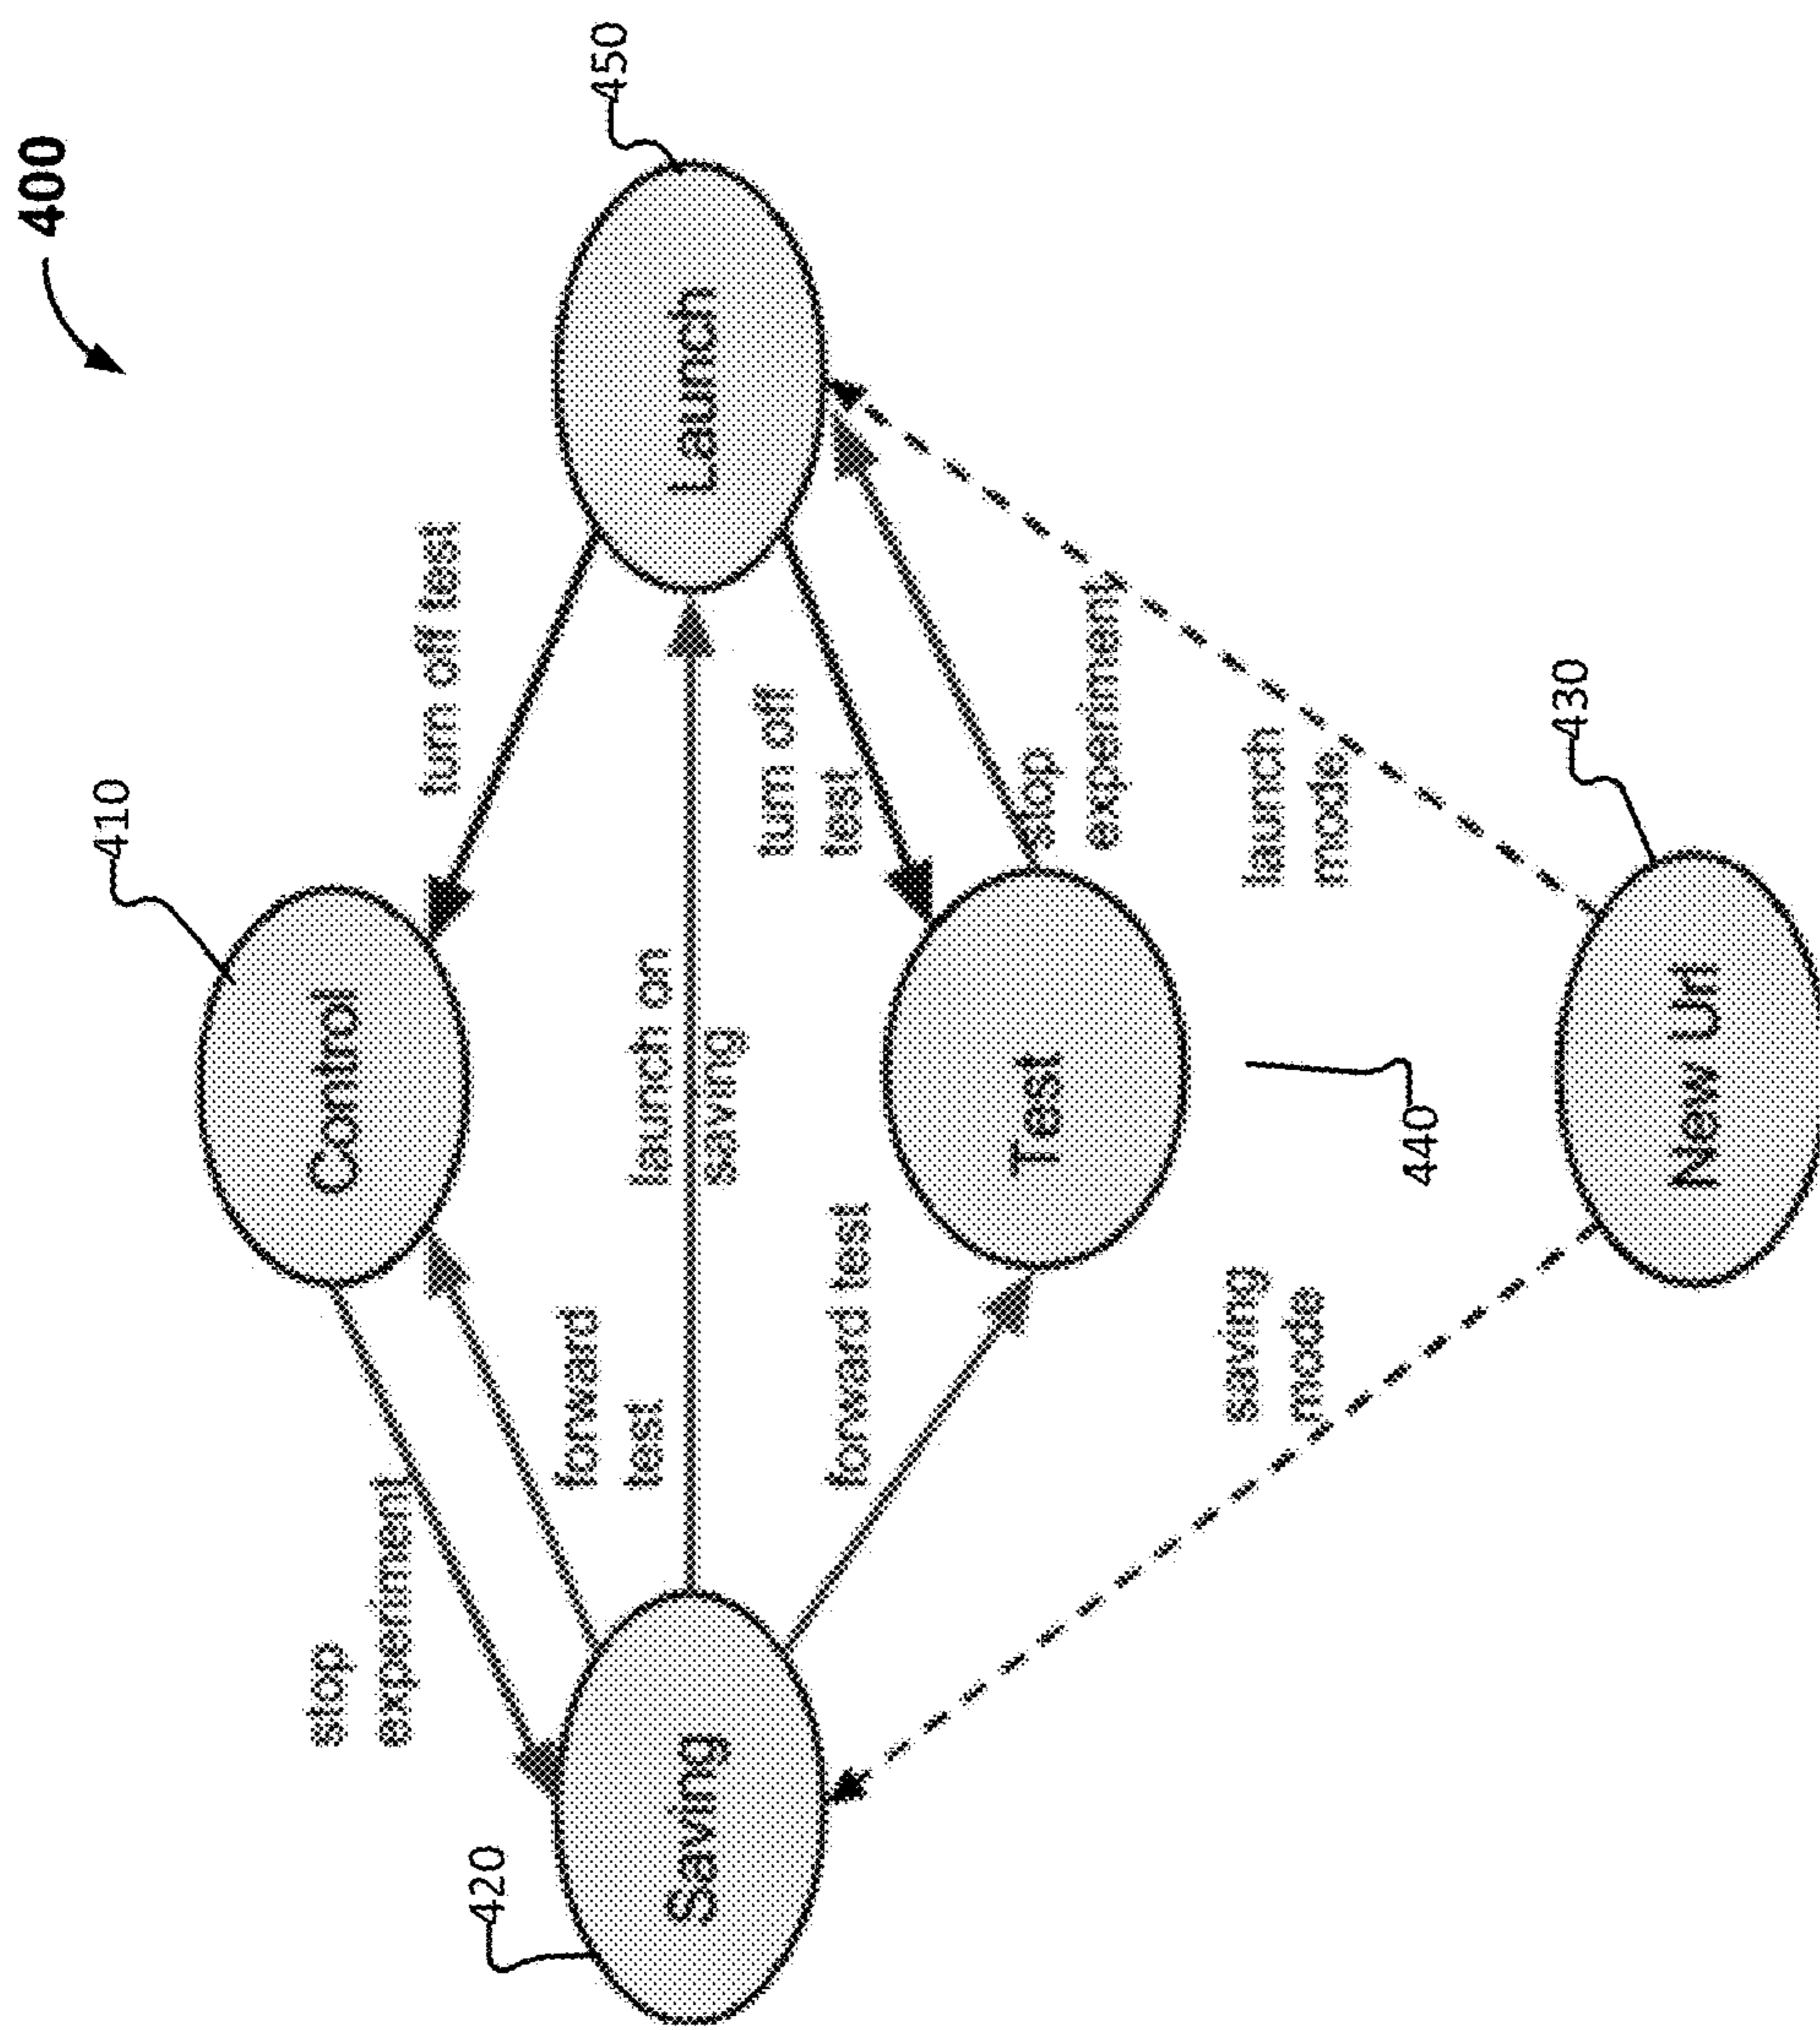 400
410
Control
stop
experiment
turn off test
forward
test
420
Saving
launch on
saving
450
Launch
turn off
test
forward test
Test
stop
experiment
440
saving
mode
launch
mode
430
New Url